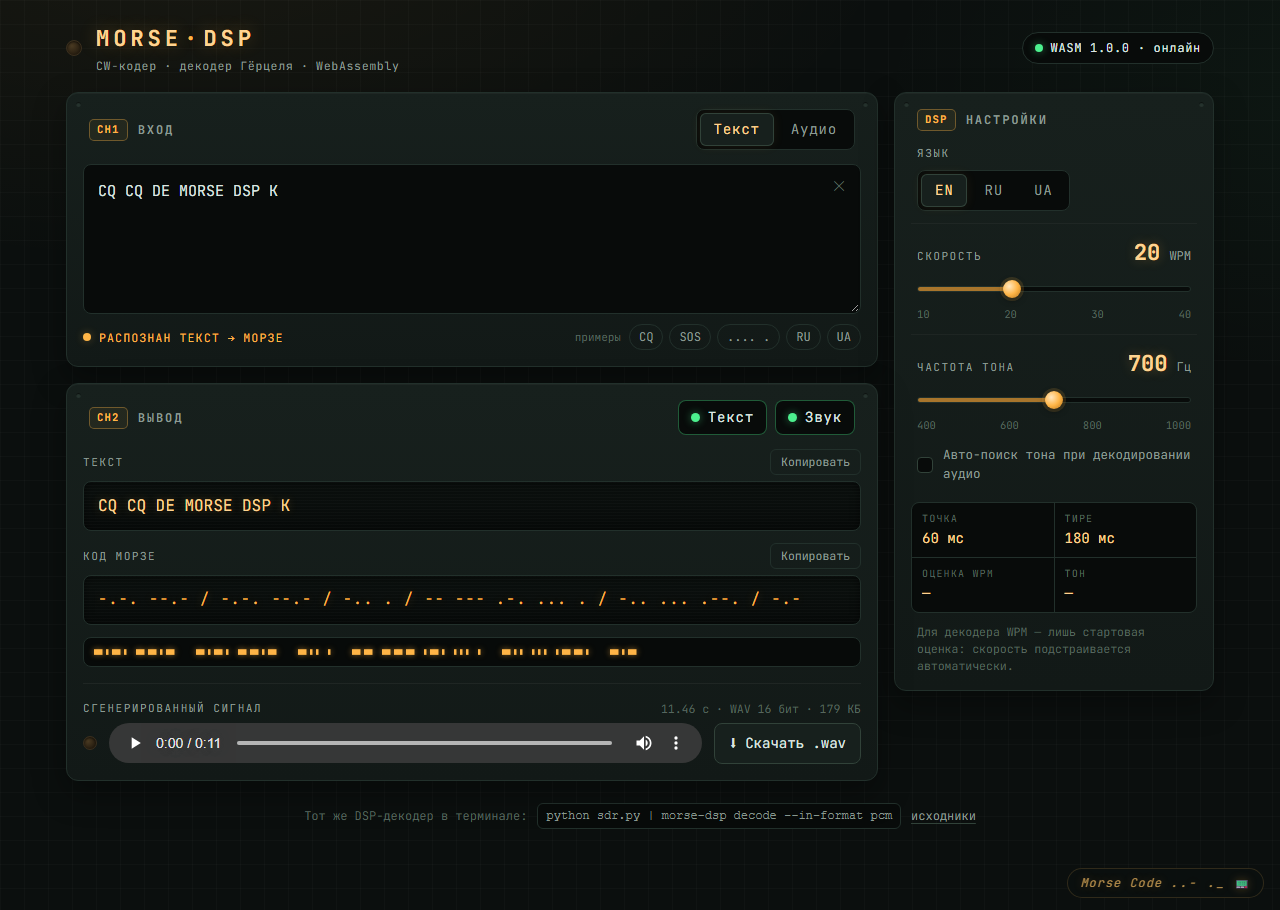 MORSE·DSP
CW-кодер · декодер Гёрцеля · WebAssembly
WASM 1.0.0 · онлайн
CH1 ВХОД
Текст Аудио
CQ CQ DE MORSE DSP K
РАСПОЗНАН ТЕКСТ → МОРЗЕ
примеры CQ SOS .... . RU UA
CH2 ВЫВОД
Текст Звук
ТЕКСТ
Копировать
CQ CQ DE MORSE DSP K
КОД МОРЗЕ
Копировать
-.-. --.- / -.-. --.- / -.. . / -- --- .-. ... . / -.. ... .--. / -.-
СГЕНЕРИРОВАННЫЙ СИГНАЛ
11.46 с · WAV 16 бит · 179 КБ
0:00 / 0:11
⬇ Скачать .wav
DSP НАСТРОЙКИ
ЯЗЫК
EN RU UA
СКОРОСТЬ
20 WPM
10 20 30 40
ЧАСТОТА ТОНА
700 Гц
400 600 800 1000
Авто-поиск тона при декодировании
аудио
ТОЧКА
60 мс
ТИРЕ
180 мс
ОЦЕНКА WPM
—
ТОН
—
Для декодера WPM — лишь стартовая
оценка: скорость подстраивается
автоматически.
Тот же DSP-декодер в терминале: python sdr.py | morse-dsp decode --in-format pcm исходники
Morse Code ..- ._